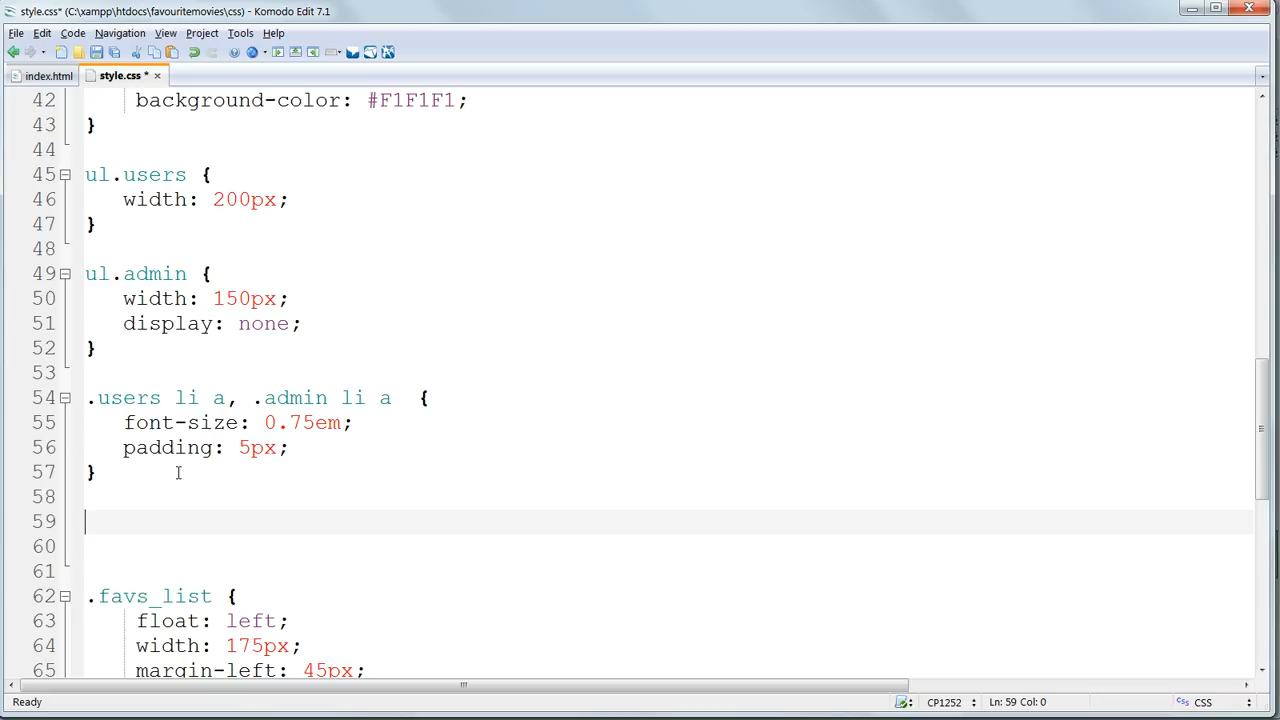 style.css* (C:\xampp\htdocs\favouritemovies\css) - Komodo Edit 7.1
File Edit Code Navigation View Project Tools Help
index.html style.css *
42 background-color: #F1F1F1;
43 }
44
45 ul.users {
46 width: 200px;
47 }
48
49 ul.admin {
50 width: 150px;
51 display: none;
52 }
53
54 .users li a, .admin li a {
55 font-size: 0.75em;
56 padding: 5px;
57 }
58
59
60
61
62 .favs_list {
63 float: left;
64 width: 175px;
65 margin-left: 45px;
Ready CP1252 Ln: 59 Col: 0 CSS